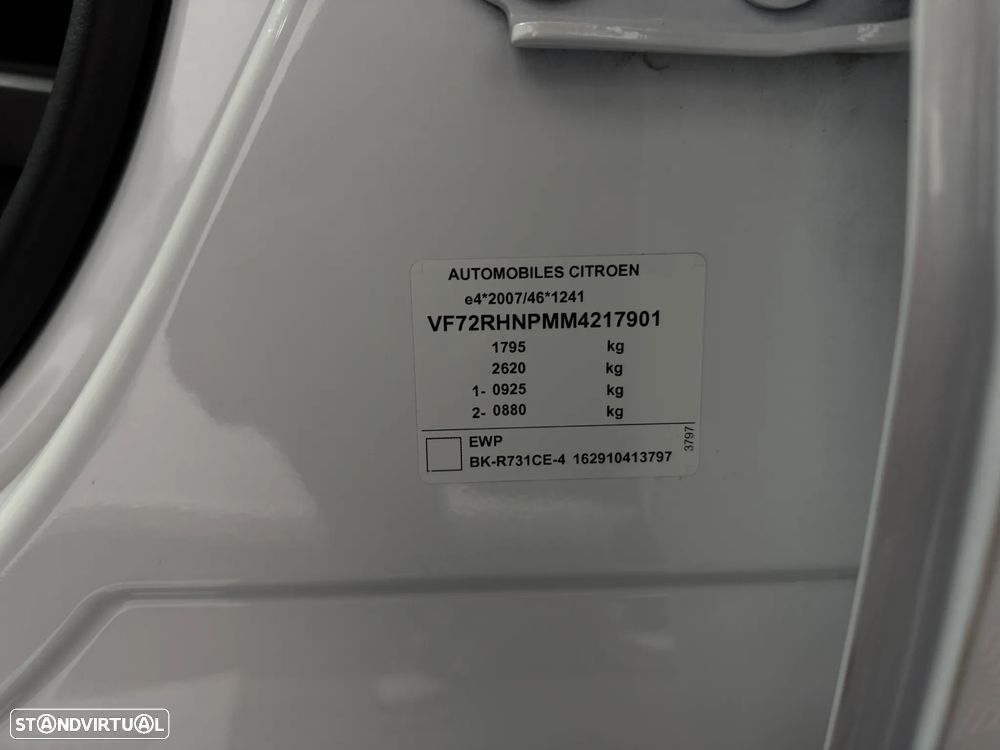 AUTOMOBILES CITROEN
e4*2007/46*1241
VF72RHNPMM4217901
1795 kg
2620 kg
1- 0925 kg
2- 0880 kg
EWP
BK-R731CE-4 162910413797
3797
STANDVIRTUAL